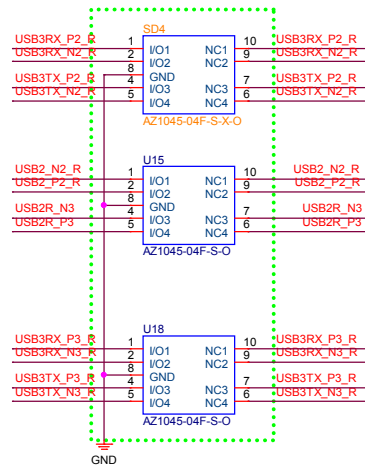 SD4
USB3RX_P2_R 1 I/O1 NC1 10 USB3RX_P2_R
USB3RX_N2_R 2 I/O2 NC2 9 USB3RX_N2_R
8 GND
USB3TX_P2_R 4 I/O3 NC3 7 USB3TX_P2_R
USB3TX_N2_R 5 I/O4 NC4 6 USB3TX_N2_R
AZ1045-04F-S-X-O
U15
USB2_N2_R 1 I/O1 NC1 10 USB2_N2_R
USB2_P2_R 2 I/O2 NC2 9 USB2_P2_R
8 GND
USB2R_N3 4 I/O3 NC3 7 USB2R_N3
USB2R_P3 5 I/O4 NC4 6 USB2R_P3
AZ1045-04F-S-O
U18
USB3RX_P3_R 1 I/O1 NC1 10 USB3RX_P3_R
USB3RX_N3_R 2 I/O2 NC2 9 USB3RX_N3_R
8 GND
USB3TX_P3_R 4 I/O3 NC3 7 USB3TX_P3_R
USB3TX_N3_R 5 I/O4 NC4 6 USB3TX_N3_R
AZ1045-04F-S-O
GND